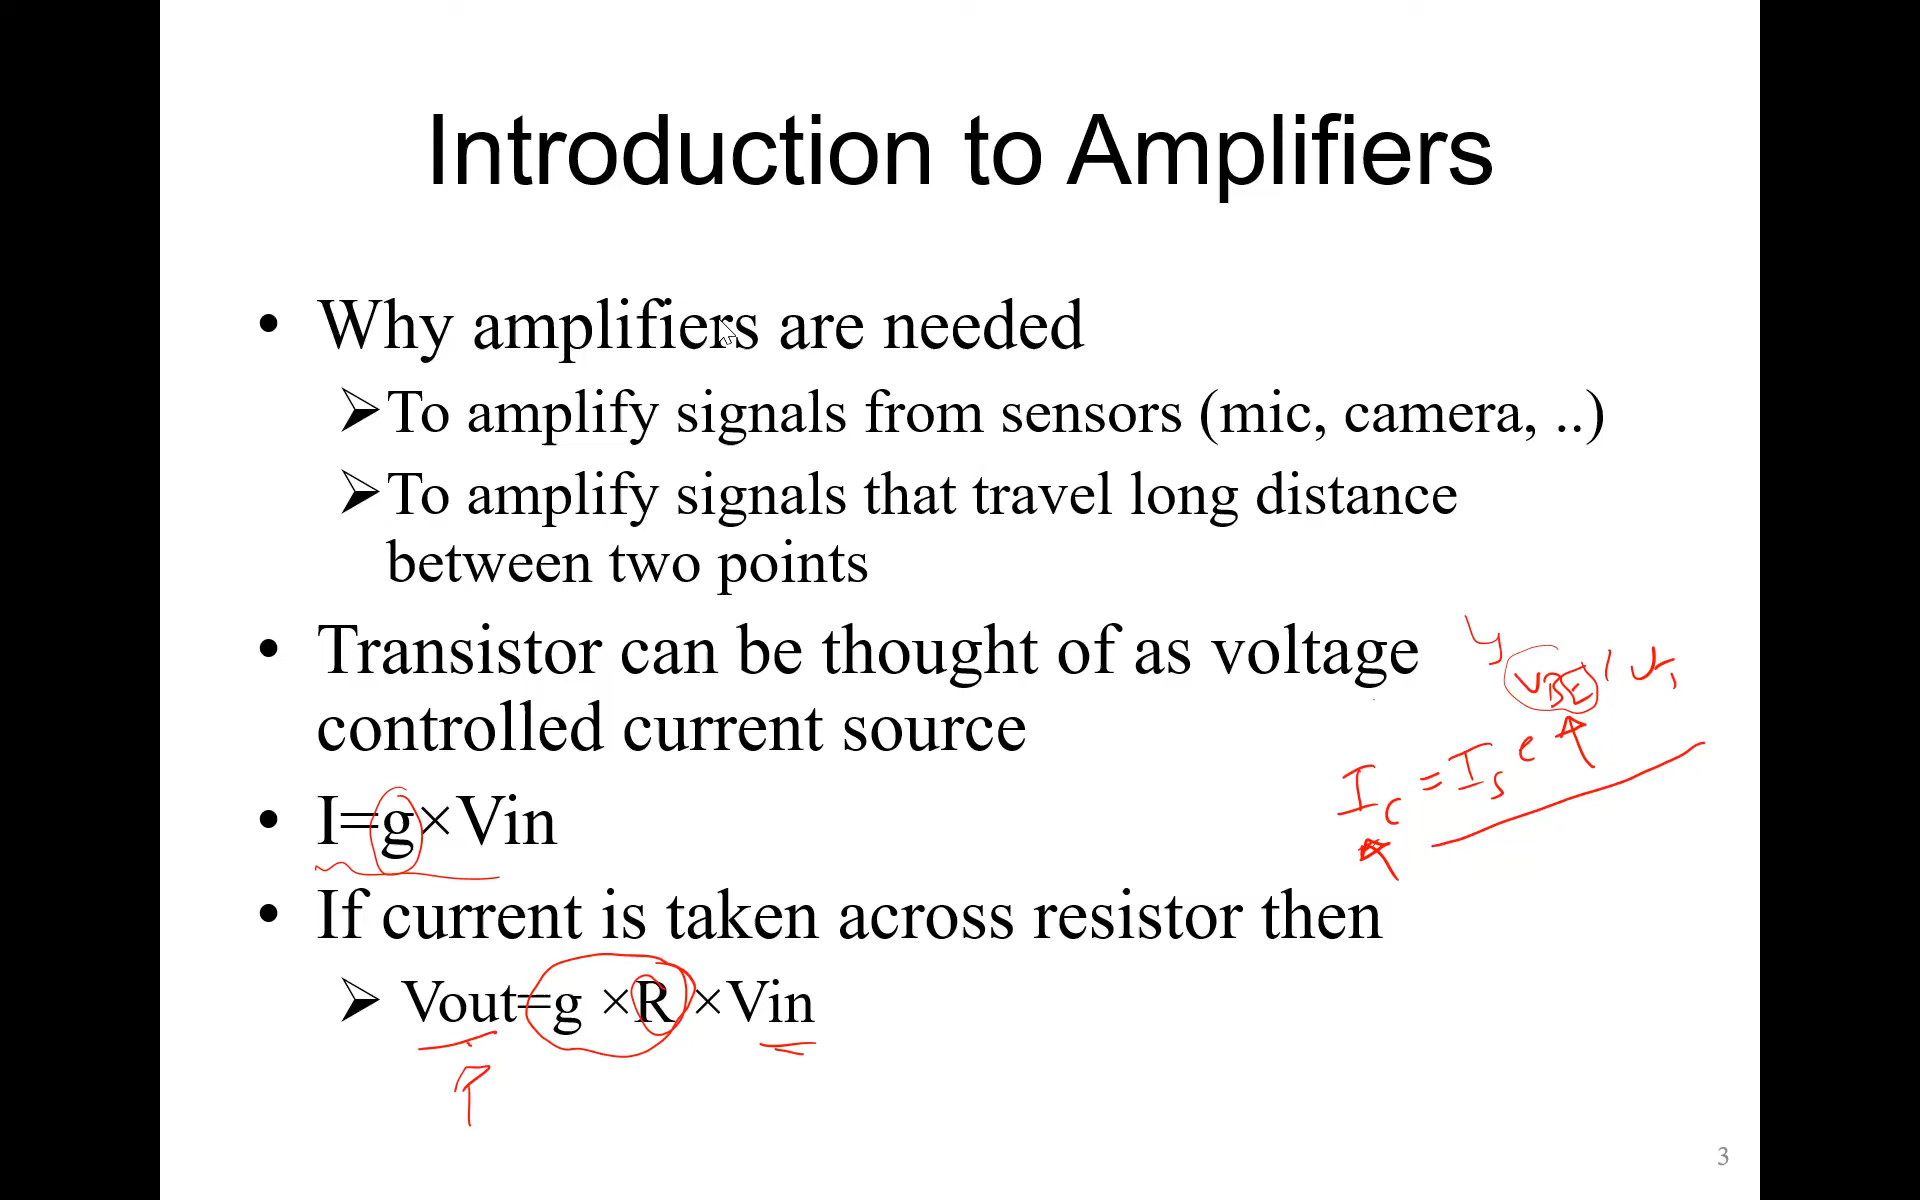 Introduction to Amplifiers
• Why amplifiers are needed
➢To amplify signals from sensors (mic, camera, ..)
➢To amplify signals that travel long distance
between two points
• Transistor can be thought of as voltage
controlled current source
• I=g×Vin
• If current is taken across resistor then
➢ Vout=g ×R ×Vin
VBE/VT
IC = IS e
3